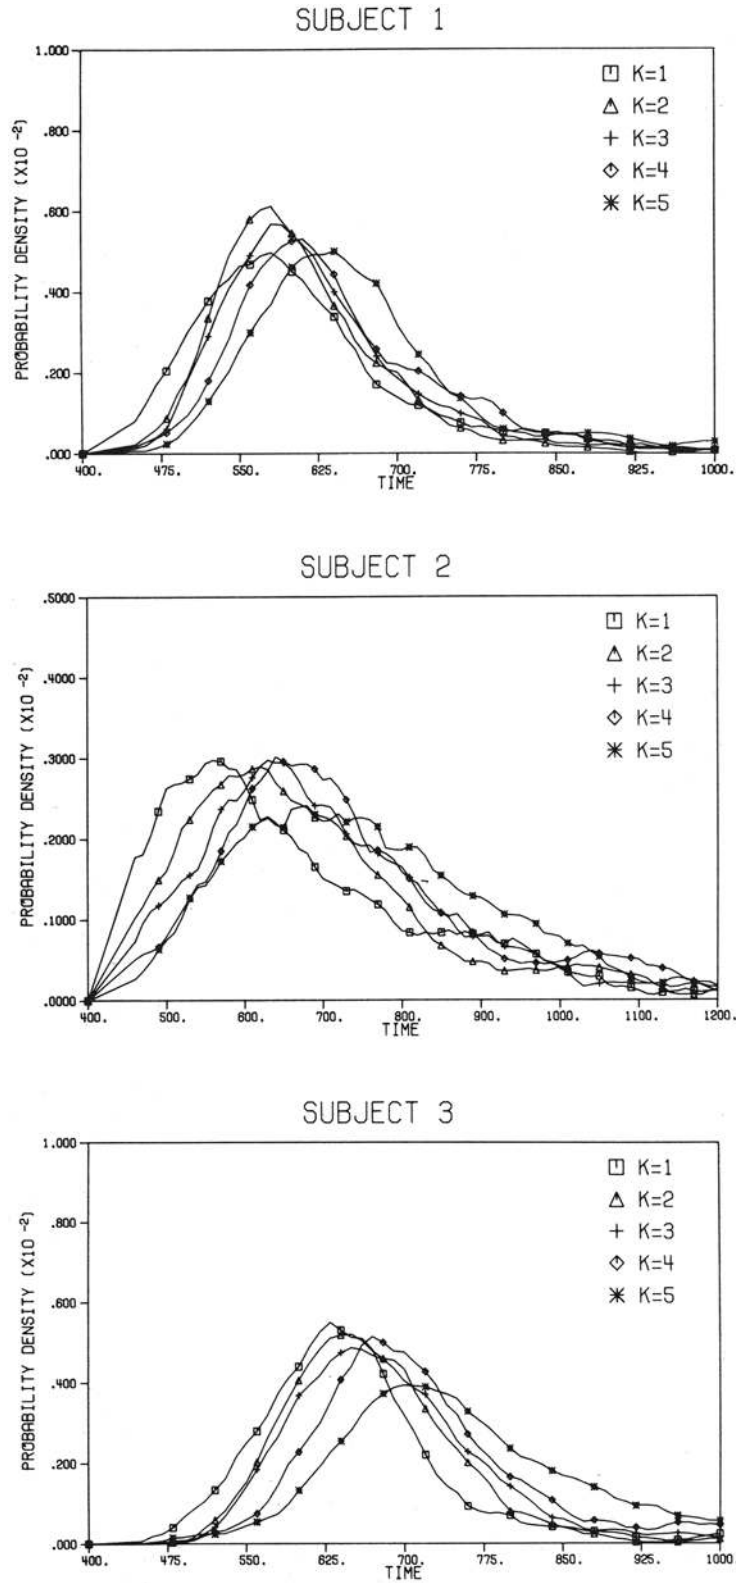 SUBJECT 1
PROBABILITY DENSITY (X10 -2)
1.000
.800
.600
.400
.200
.000
K=1
K=2
K=3
K=4
K=5
400. 475. 550. 625. 700. 775. 850. 925. 1000.
TIME
SUBJECT 2
PROBABILITY DENSITY (X10 -2)
.5000
.4000
.3000
.2000
.1000
.0000
K=1
K=2
K=3
K=4
K=5
400. 500. 600. 700. 800. 900. 1000. 1100. 1200.
TIME
SUBJECT 3
PROBABILITY DENSITY (X10 -2)
1.000
.800
.600
.400
.200
.000
K=1
K=2
K=3
K=4
K=5
400. 475. 550. 625. 700. 775. 850. 925. 1000.
TIME